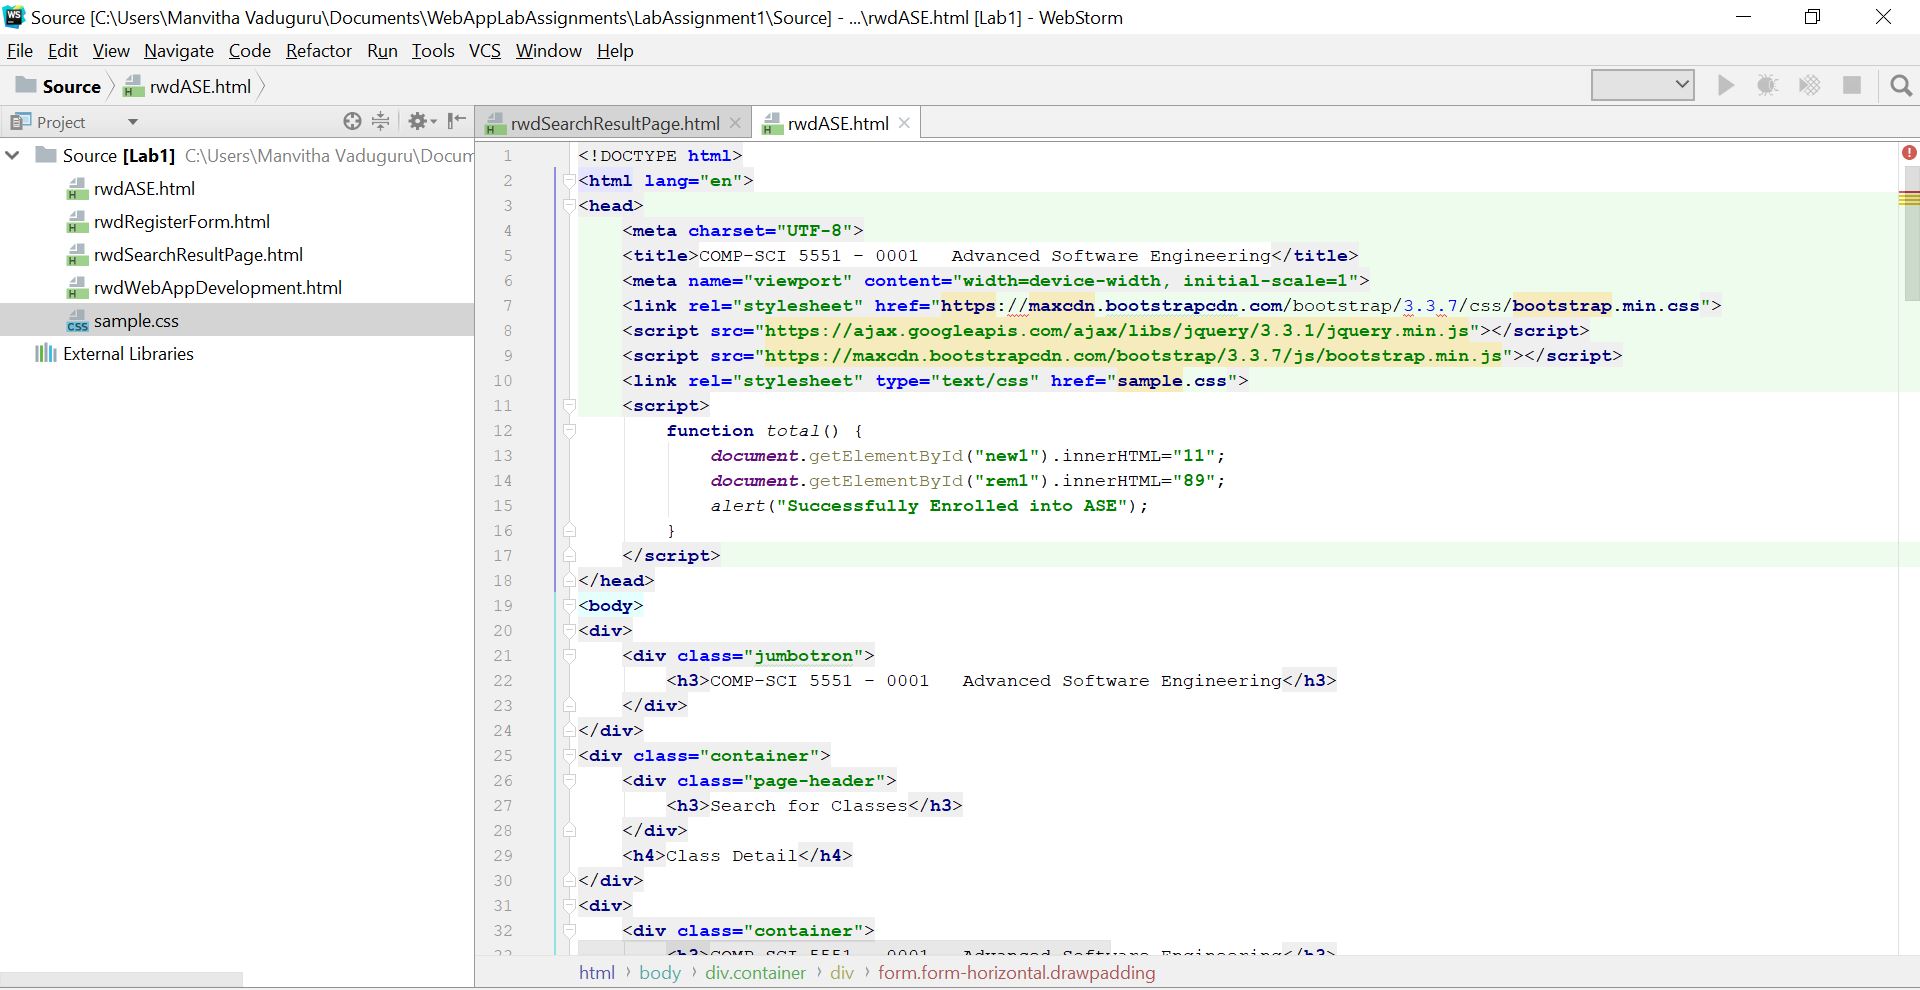 WS Source [C:\Users\Manvitha Vaduguru\Documents\WebAppLabAssignments\LabAssignment1\Source] - ...\rwdASE.html [Lab1] - WebStorm
File Edit View Navigate Code Refactor Run Tools VCS Window Help
Source rwdASE.html
Project
rwdSearchResultPage.html rwdASE.html
Source [Lab1] C:\Users\Manvitha Vaduguru\Docum
rwdASE.html
rwdRegisterForm.html
rwdSearchResultPage.html
rwdWebAppDevelopment.html
sample.css
External Libraries
1 <!DOCTYPE html>
2 <html lang="en">
3 <head>
4 <meta charset="UTF-8">
5 <title>COMP-SCI 5551 - 0001   Advanced Software Engineering</title>
6 <meta name="viewport" content="width=device-width, initial-scale=1">
7 <link rel="stylesheet" href="https://maxcdn.bootstrapcdn.com/bootstrap/3.3.7/css/bootstrap.min.css">
8 <script src="https://ajax.googleapis.com/ajax/libs/jquery/3.3.1/jquery.min.js"></script>
9 <script src="https://maxcdn.bootstrapcdn.com/bootstrap/3.3.7/js/bootstrap.min.js"></script>
10 <link rel="stylesheet" type="text/css" href="sample.css">
11 <script>
12 function total() {
13 document.getElementById("new1").innerHTML="11";
14 document.getElementById("rem1").innerHTML="89";
15 alert("Successfully Enrolled into ASE");
16 }
17 </script>
18 </head>
19 <body>
20 <div>
21 <div class="jumbotron">
22 <h3>COMP-SCI 5551 - 0001   Advanced Software Engineering</h3>
23 </div>
24 </div>
25 <div class="container">
26 <div class="page-header">
27 <h3>Search for Classes</h3>
28 </div>
29 <h4>Class Detail</h4>
30 </div>
31 <div>
32 <div class="container">
33 <h3>COMP-SCI 5551 - 0001   Advanced Software Engineering</h3>
html › body › div.container › div › form.form-horizontal.drawpadding